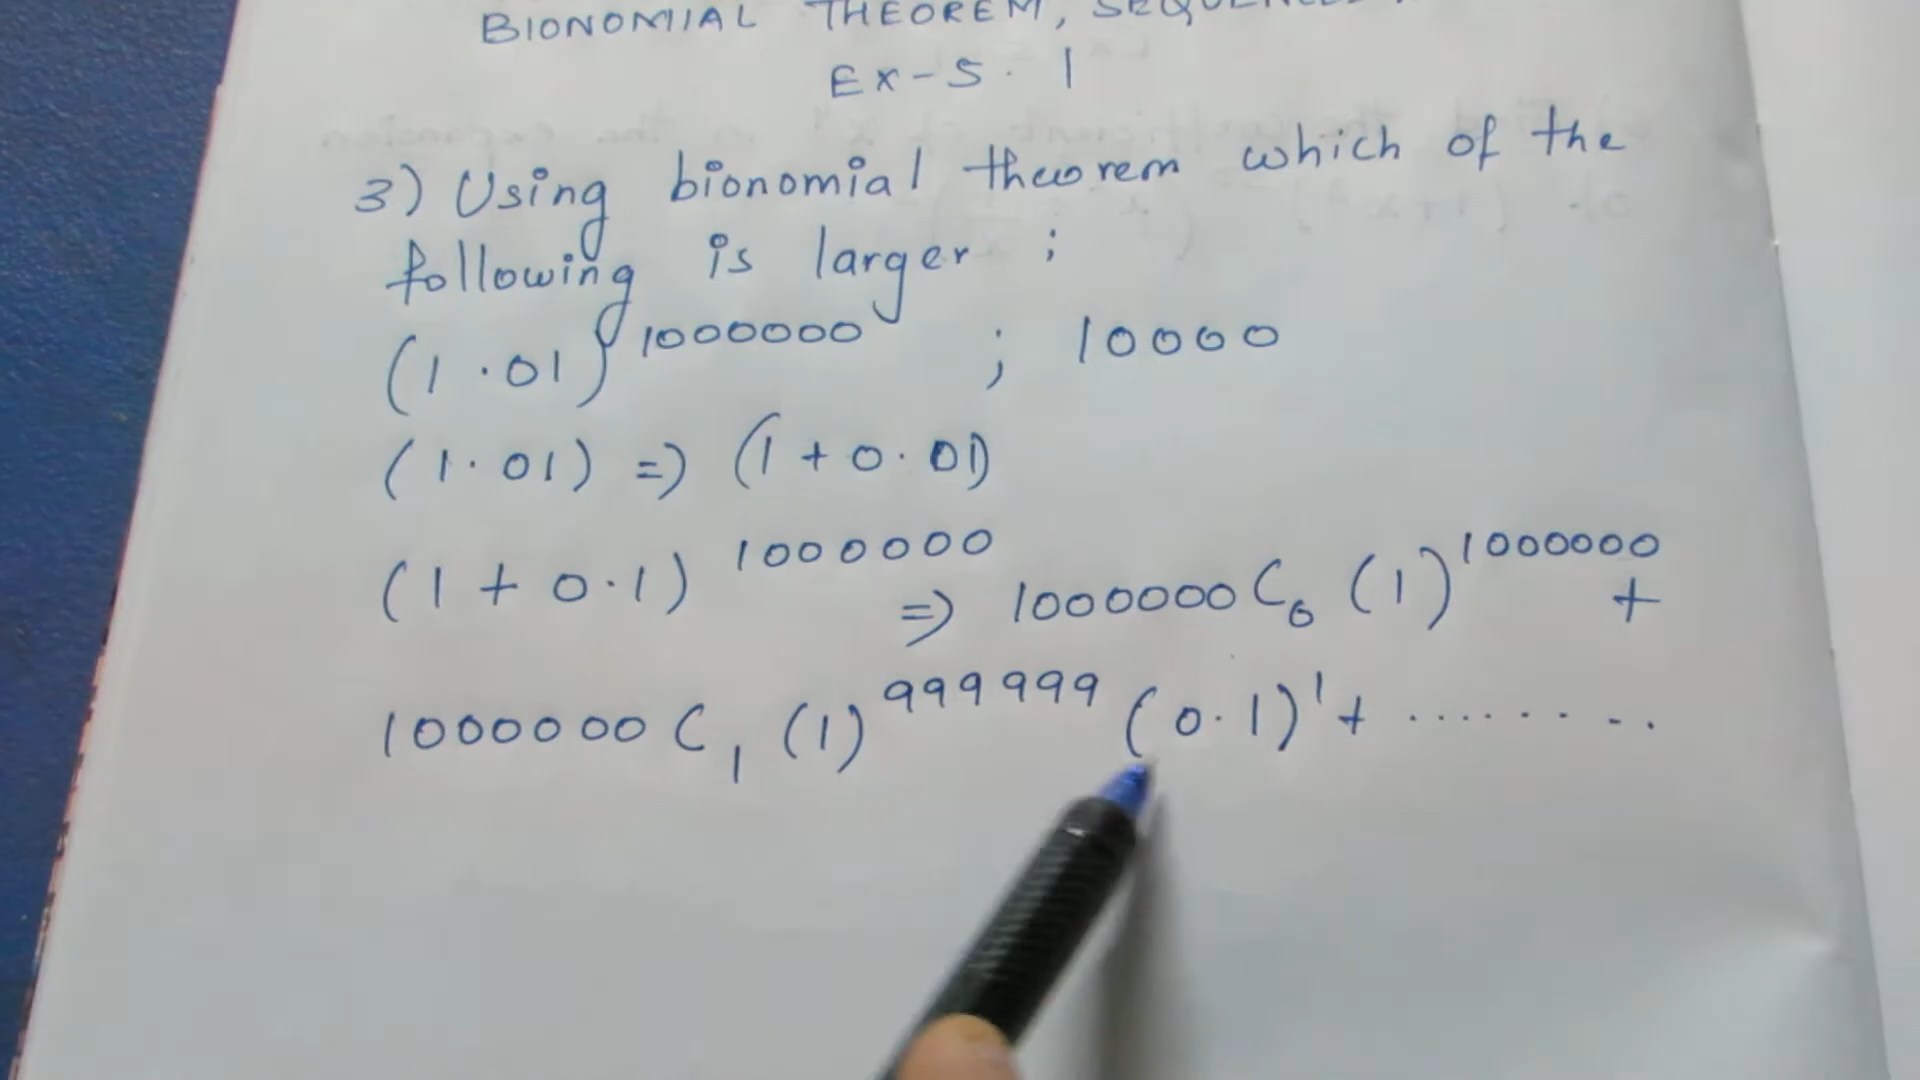 BIONOMIAL THEOREM,
Ex-5.1
3) Using bionomial theorem which of the
following is larger ;
(1.01)^1000000 ; 10000
(1.01) => (1+0.01)
(1+0.1)^1000000 => 1000000C₀ (1)^1000000 +
1000000C₁ (1)^999999 (0.1)^1 + .........